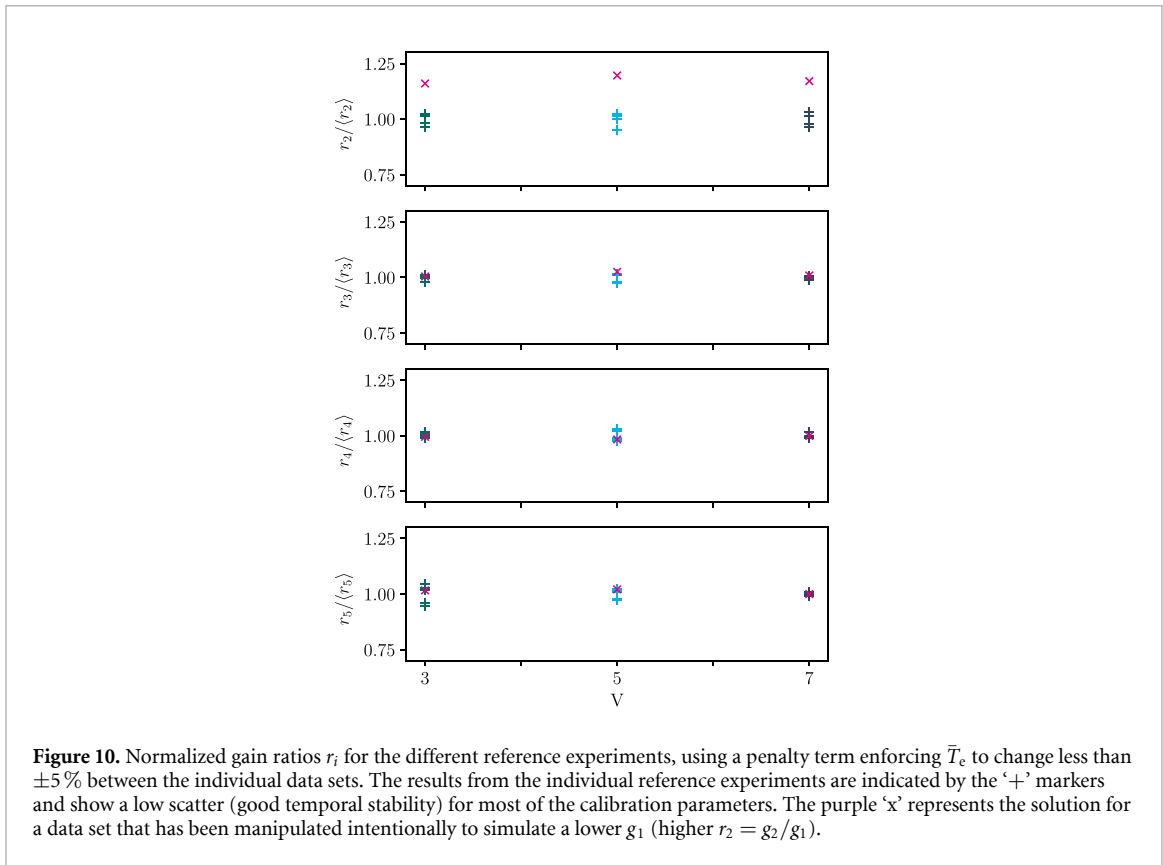 1.25
1.00
0.75
r₂/⟨r₂⟩
1.25
1.00
0.75
r₃/⟨r₃⟩
1.25
1.00
0.75
r₄/⟨r₄⟩
1.25
1.00
0.75
r₅/⟨r₅⟩
3 5 7
V
Figure 10. Normalized gain ratios rᵢ for the different reference experiments, using a penalty term enforcing T̄ₑ to change less than
±5 % between the individual data sets. The results from the individual reference experiments are indicated by the ‘+’ markers
and show a low scatter (good temporal stability) for most of the calibration parameters. The purple ‘x’ represents the solution for
a data set that has been manipulated intentionally to simulate a lower g₁ (higher r₂ = g₂/g₁).